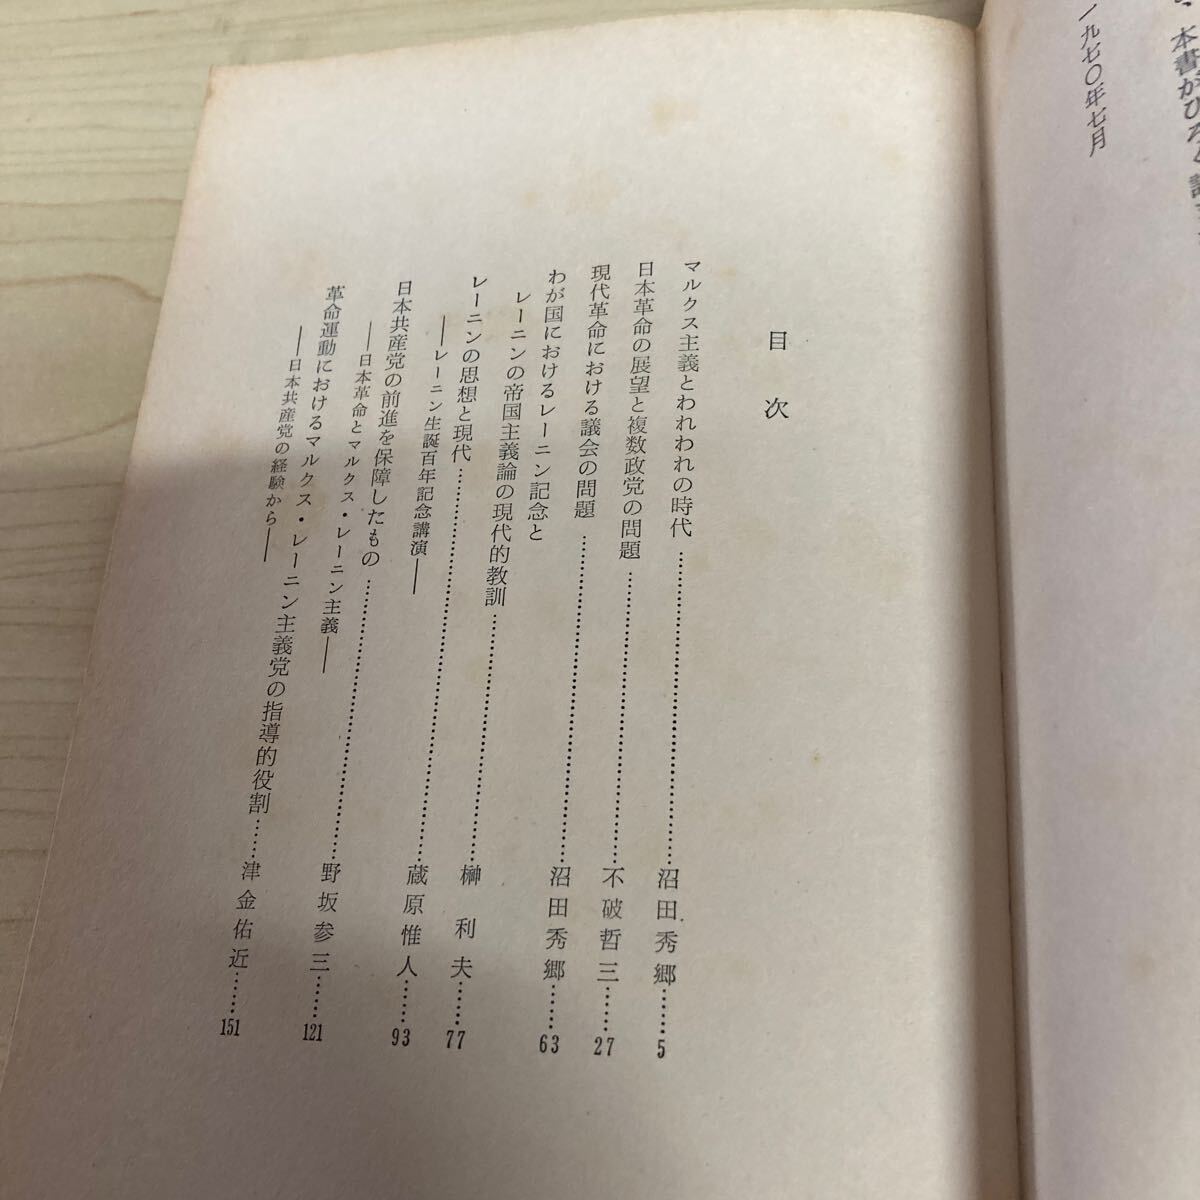 本書がひろく
一九七〇年七月
目次
マルクス主義とわれわれの時代……沼田秀郷……5
日本革命の展望と複数政党の問題……不破哲三……27
現代革命における議会の問題……沼田秀郷……63
わが国におけるレーニン記念と
レーニンの帝国主義論の現代的教訓……榊利夫……77
レーニンの思想と現代……蔵原惟人……93
――レーニン生誕百年記念講演――
日本共産党の前進を保障したもの……野坂参三……121
――日本革命とマルクス・レーニン主義――
革命運動におけるマルクス・レーニン主義党の指導的役割……津金佑近……151
――日本共産党の経験から――